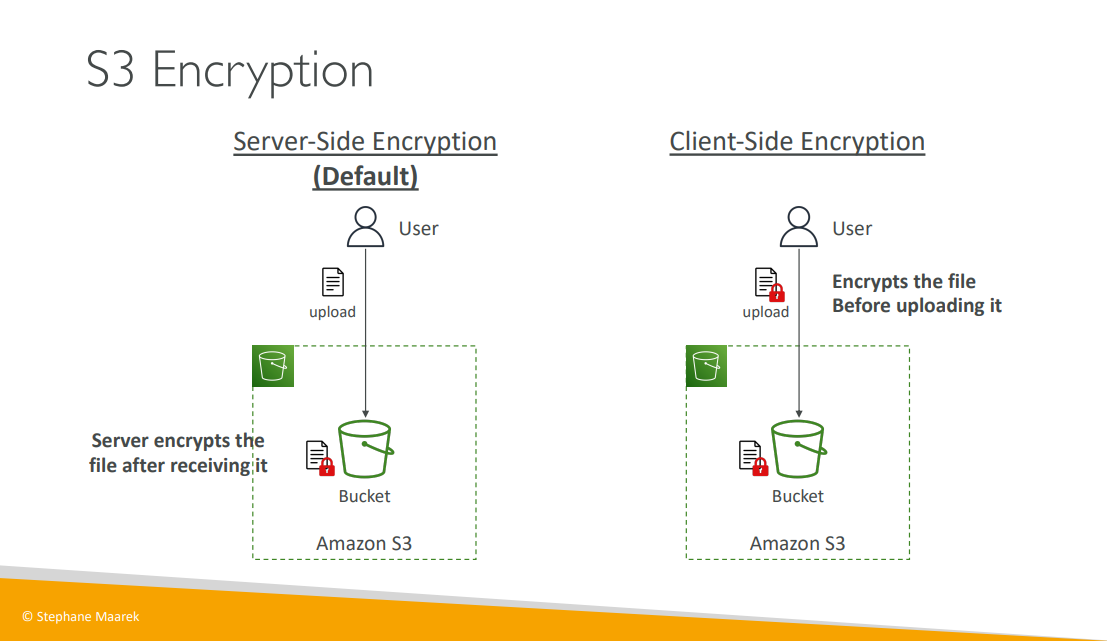 S3 Encryption
Server-Side Encryption
(Default)
User
upload
Server encrypts the
file after receiving it
Bucket
Amazon S3
Client-Side Encryption
User
Encrypts the file
Before uploading it
upload
Bucket
Amazon S3
© Stephane Maarek